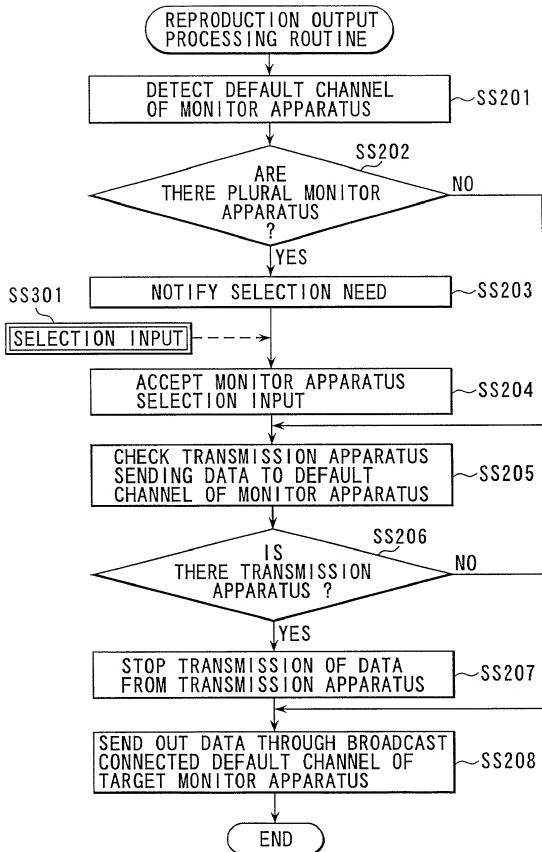 REPRODUCTION OUTPUT
PROCESSING ROUTINE
DETECT DEFAULT CHANNEL
OF MONITOR APPARATUS
SS201
SS202
ARE
THERE PLURAL MONITOR
APPARATUS
?
NO
YES
NOTIFY SELECTION NEED
SS203
SS301
SELECTION INPUT
ACCEPT MONITOR APPARATUS
SELECTION INPUT
SS204
CHECK TRANSMISSION APPARATUS
SENDING DATA TO DEFAULT
CHANNEL OF MONITOR APPARATUS
SS205
SS206
IS
THERE TRANSMISSION
APPARATUS ?
NO
YES
STOP TRANSMISSION OF DATA
FROM TRANSMISSION APPARATUS
SS207
SEND OUT DATA THROUGH BROADCAST
CONNECTED DEFAULT CHANNEL OF
TARGET MONITOR APPARATUS
SS208
END